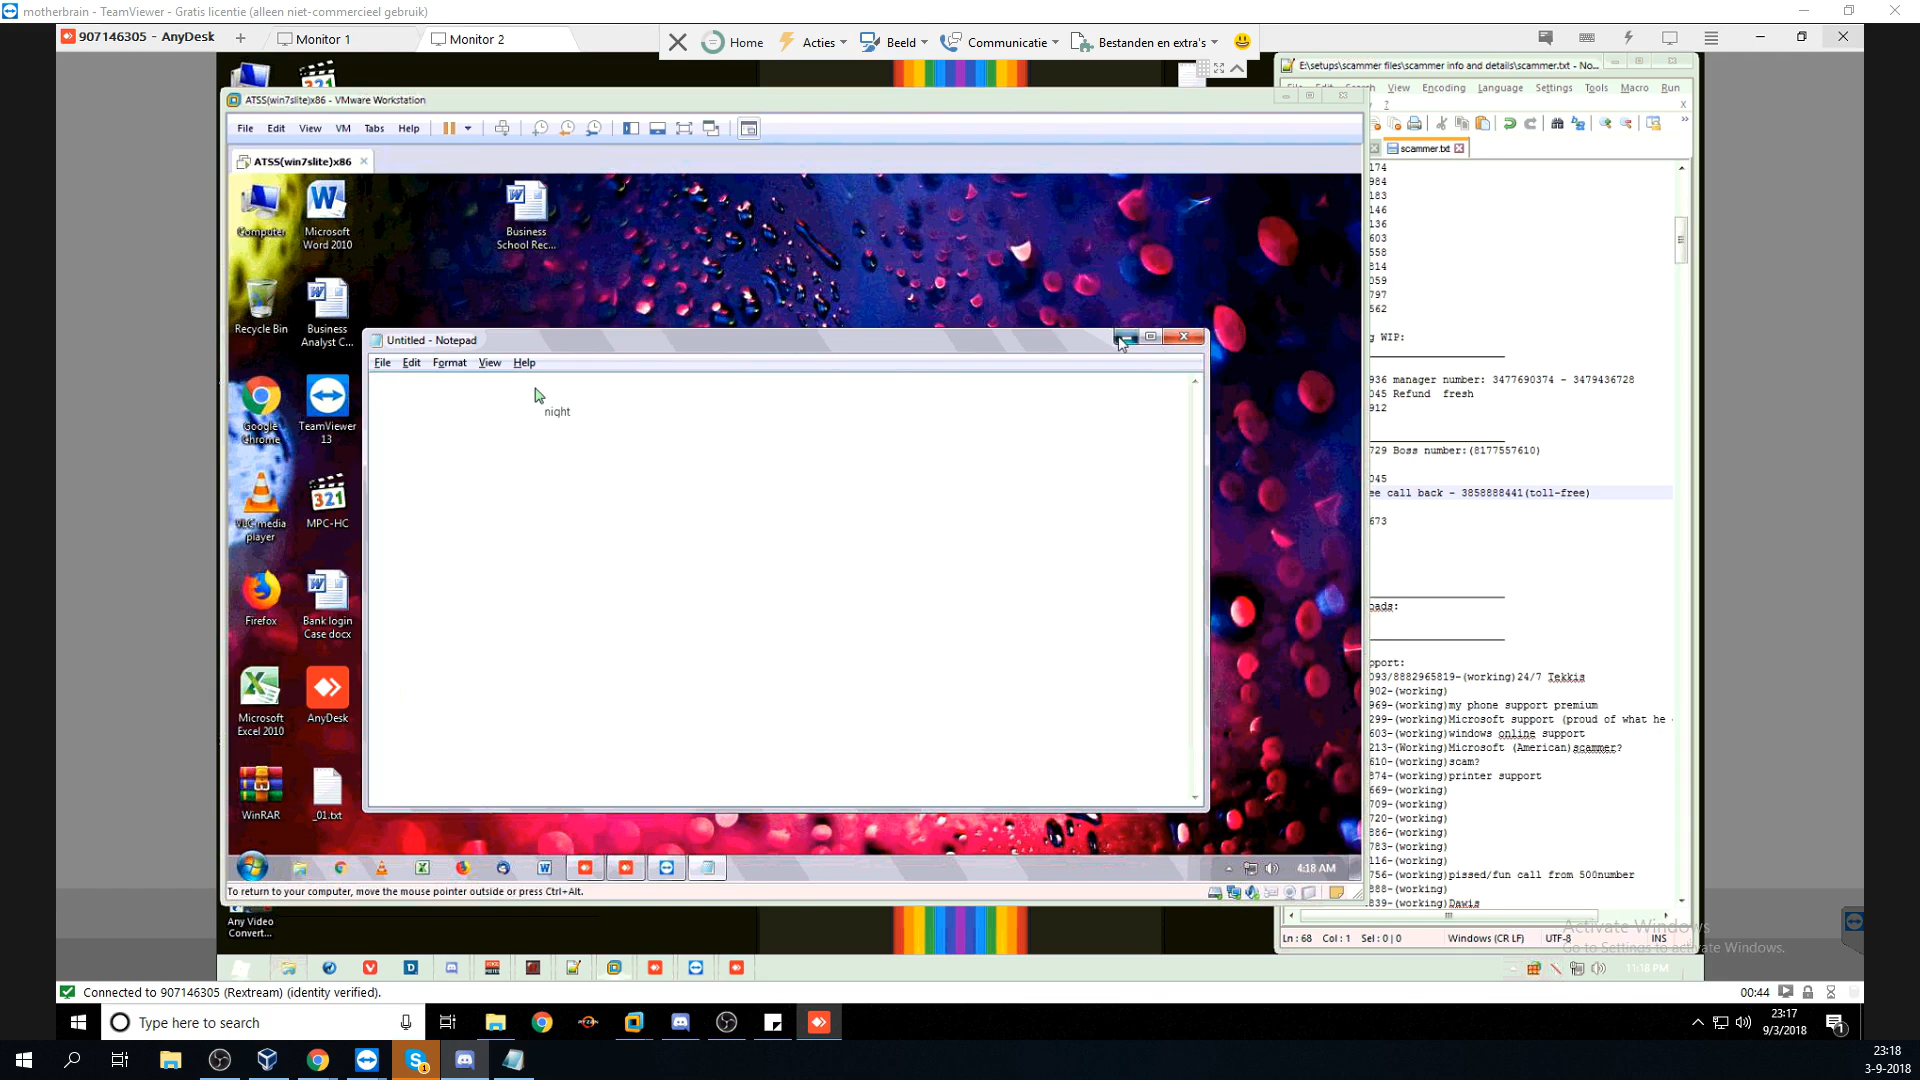 motherbrain - TeamViewer - Gratis licentie (alleen niet-commercieel gebruik)
907146305 - AnyDesk
Monitor 1
Monitor 2
Home
Acties
Beeld
Communicatie
Bestanden en extra's
E:\setups\scammer files\scammer info and details\scammer.txt - No...
ATSS(win7slite)x86 - VMware Workstation
File Edit Search View Encoding Language Settings Tools Macro Run
?
X
File Edit View VM Tabs Help
scammer.txt
ATSS(win7slite)x86
174
984
183
146
136
603
558
814
059
797
562
g WIP:
936 manager number: 3477690374 - 3479436728
045 Refund fresh
912
729 Boss number:(8177557610)
045
ee call back - 3858888441(toll-free)
673
oads:
pport:
093/8882965819-(working)24/7 Tekkis
902-(working)
969-(working)my phone support premium
299-(working)Microsoft support (proud of what he
603-(working)windows online support
213-(Working)Microsoft (American)scammer?
610-(working)scam?
874-(working)printer support
669-(working)
709-(working)
720-(working)
886-(working)
783-(working)
116-(working)
756-(working)pissed/fun call from 500number
888-(working)
839-(working)Dawis
Computer
Microsoft Word 2010
Business School Rec...
Recycle Bin
Business Analyst C...
Google Chrome
TeamViewer 13
VLC media player
MPC-HC
321
Firefox
Bank login Case docx
Microsoft Excel 2010
AnyDesk
WinRAR
_01.txt
Untitled - Notepad
File Edit Format View Help
night
4:18 AM
To return to your computer, move the mouse pointer outside or press Ctrl+Alt.
Any Video Convert...
Ln : 68 Col : 1 Sel : 0 | 0
Windows (CR LF)
UTF-8
INS
Activate Windows
Go to Settings to activate Windows.
11:18 PM
Connected to 907146305 (Rextream) (identity verified).
00:44
Type here to search
23:17
9/3/2018
23:18
3-9-2018